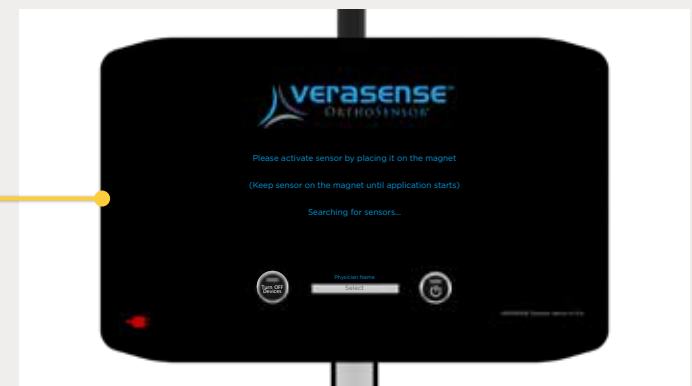 VERASENSE™
ORTHOSENSOR®
Please activate sensor by placing it on the magnet
(Keep sensor on the magnet until application starts)
Searching for sensors...
Physician Name
Turn OFF
Devices
Select